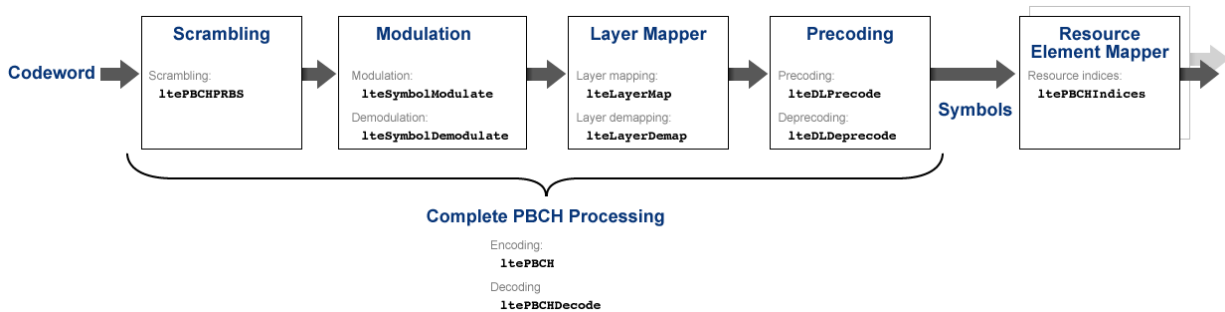 Codeword
Scrambling
Scrambling:
ltePBCHPRBS
Modulation
Modulation:
lteSymbolModulate
Demodulation:
lteSymbolDemodulate
Layer Mapper
Layer mapping:
lteLayerMap
Layer demapping:
lteLayerDemap
Precoding
Precoding:
lteDLPrecode
Deprecoding:
lteDLDeprecode
Symbols
Resource
Element Mapper
Resource indices:
ltePBCHIndices
Complete PBCH Processing
Encoding:
ltePBCH
Decoding
ltePBCHDecode